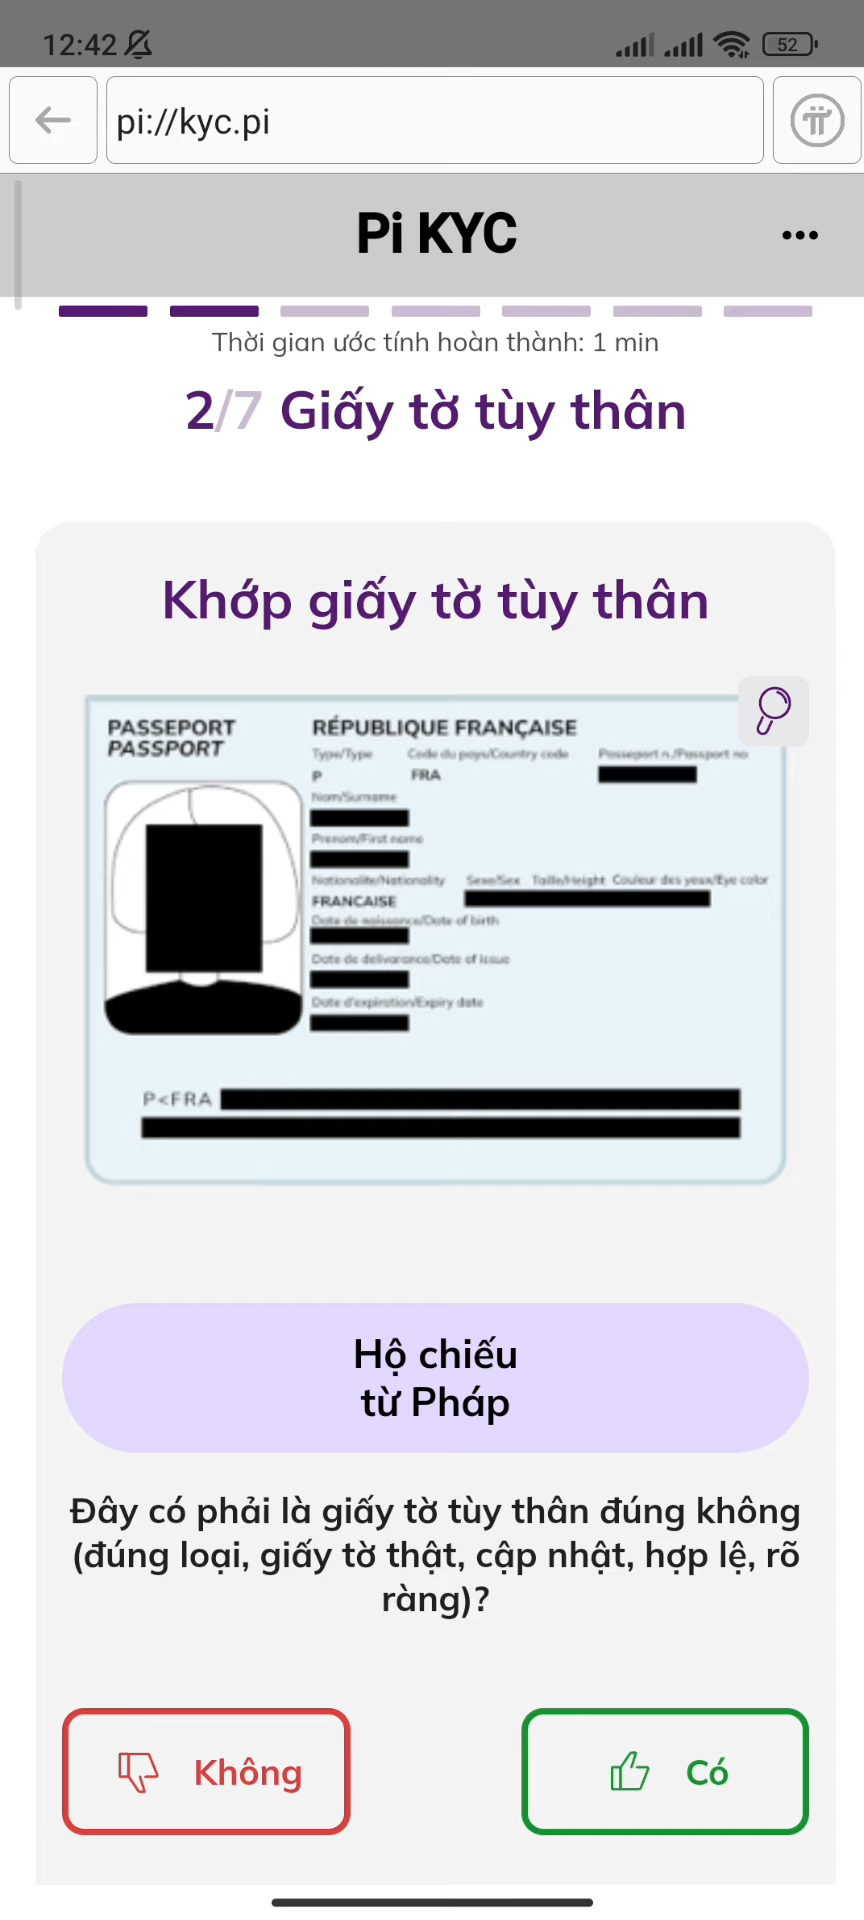 12:42
52
pi://kyc.pi
Pi KYC
Thời gian ước tính hoàn thành: 1 min
2/7 Giấy tờ tùy thân
Khớp giấy tờ tùy thân
PASSEPORT
PASSPORT
RÉPUBLIQUE FRANÇAISE
Type/Type Code du pays/Country code Passeport n./Passport no
P FRA
Nom/Surname
Prenom/First name
Nationalite/Nationality Sexe/Sex Taille/Height Couleur des yeux/Eye color
FRANCAISE
Date de naissance/Date of birth
Date de delivarance/Date of issue
Date d'expiration/Expiry date
P<FRA
Hộ chiếu
từ Pháp
Đây có phải là giấy tờ tùy thân đúng không
(đúng loại, giấy tờ thật, cập nhật, hợp lệ, rõ
ràng)?
Không
Có